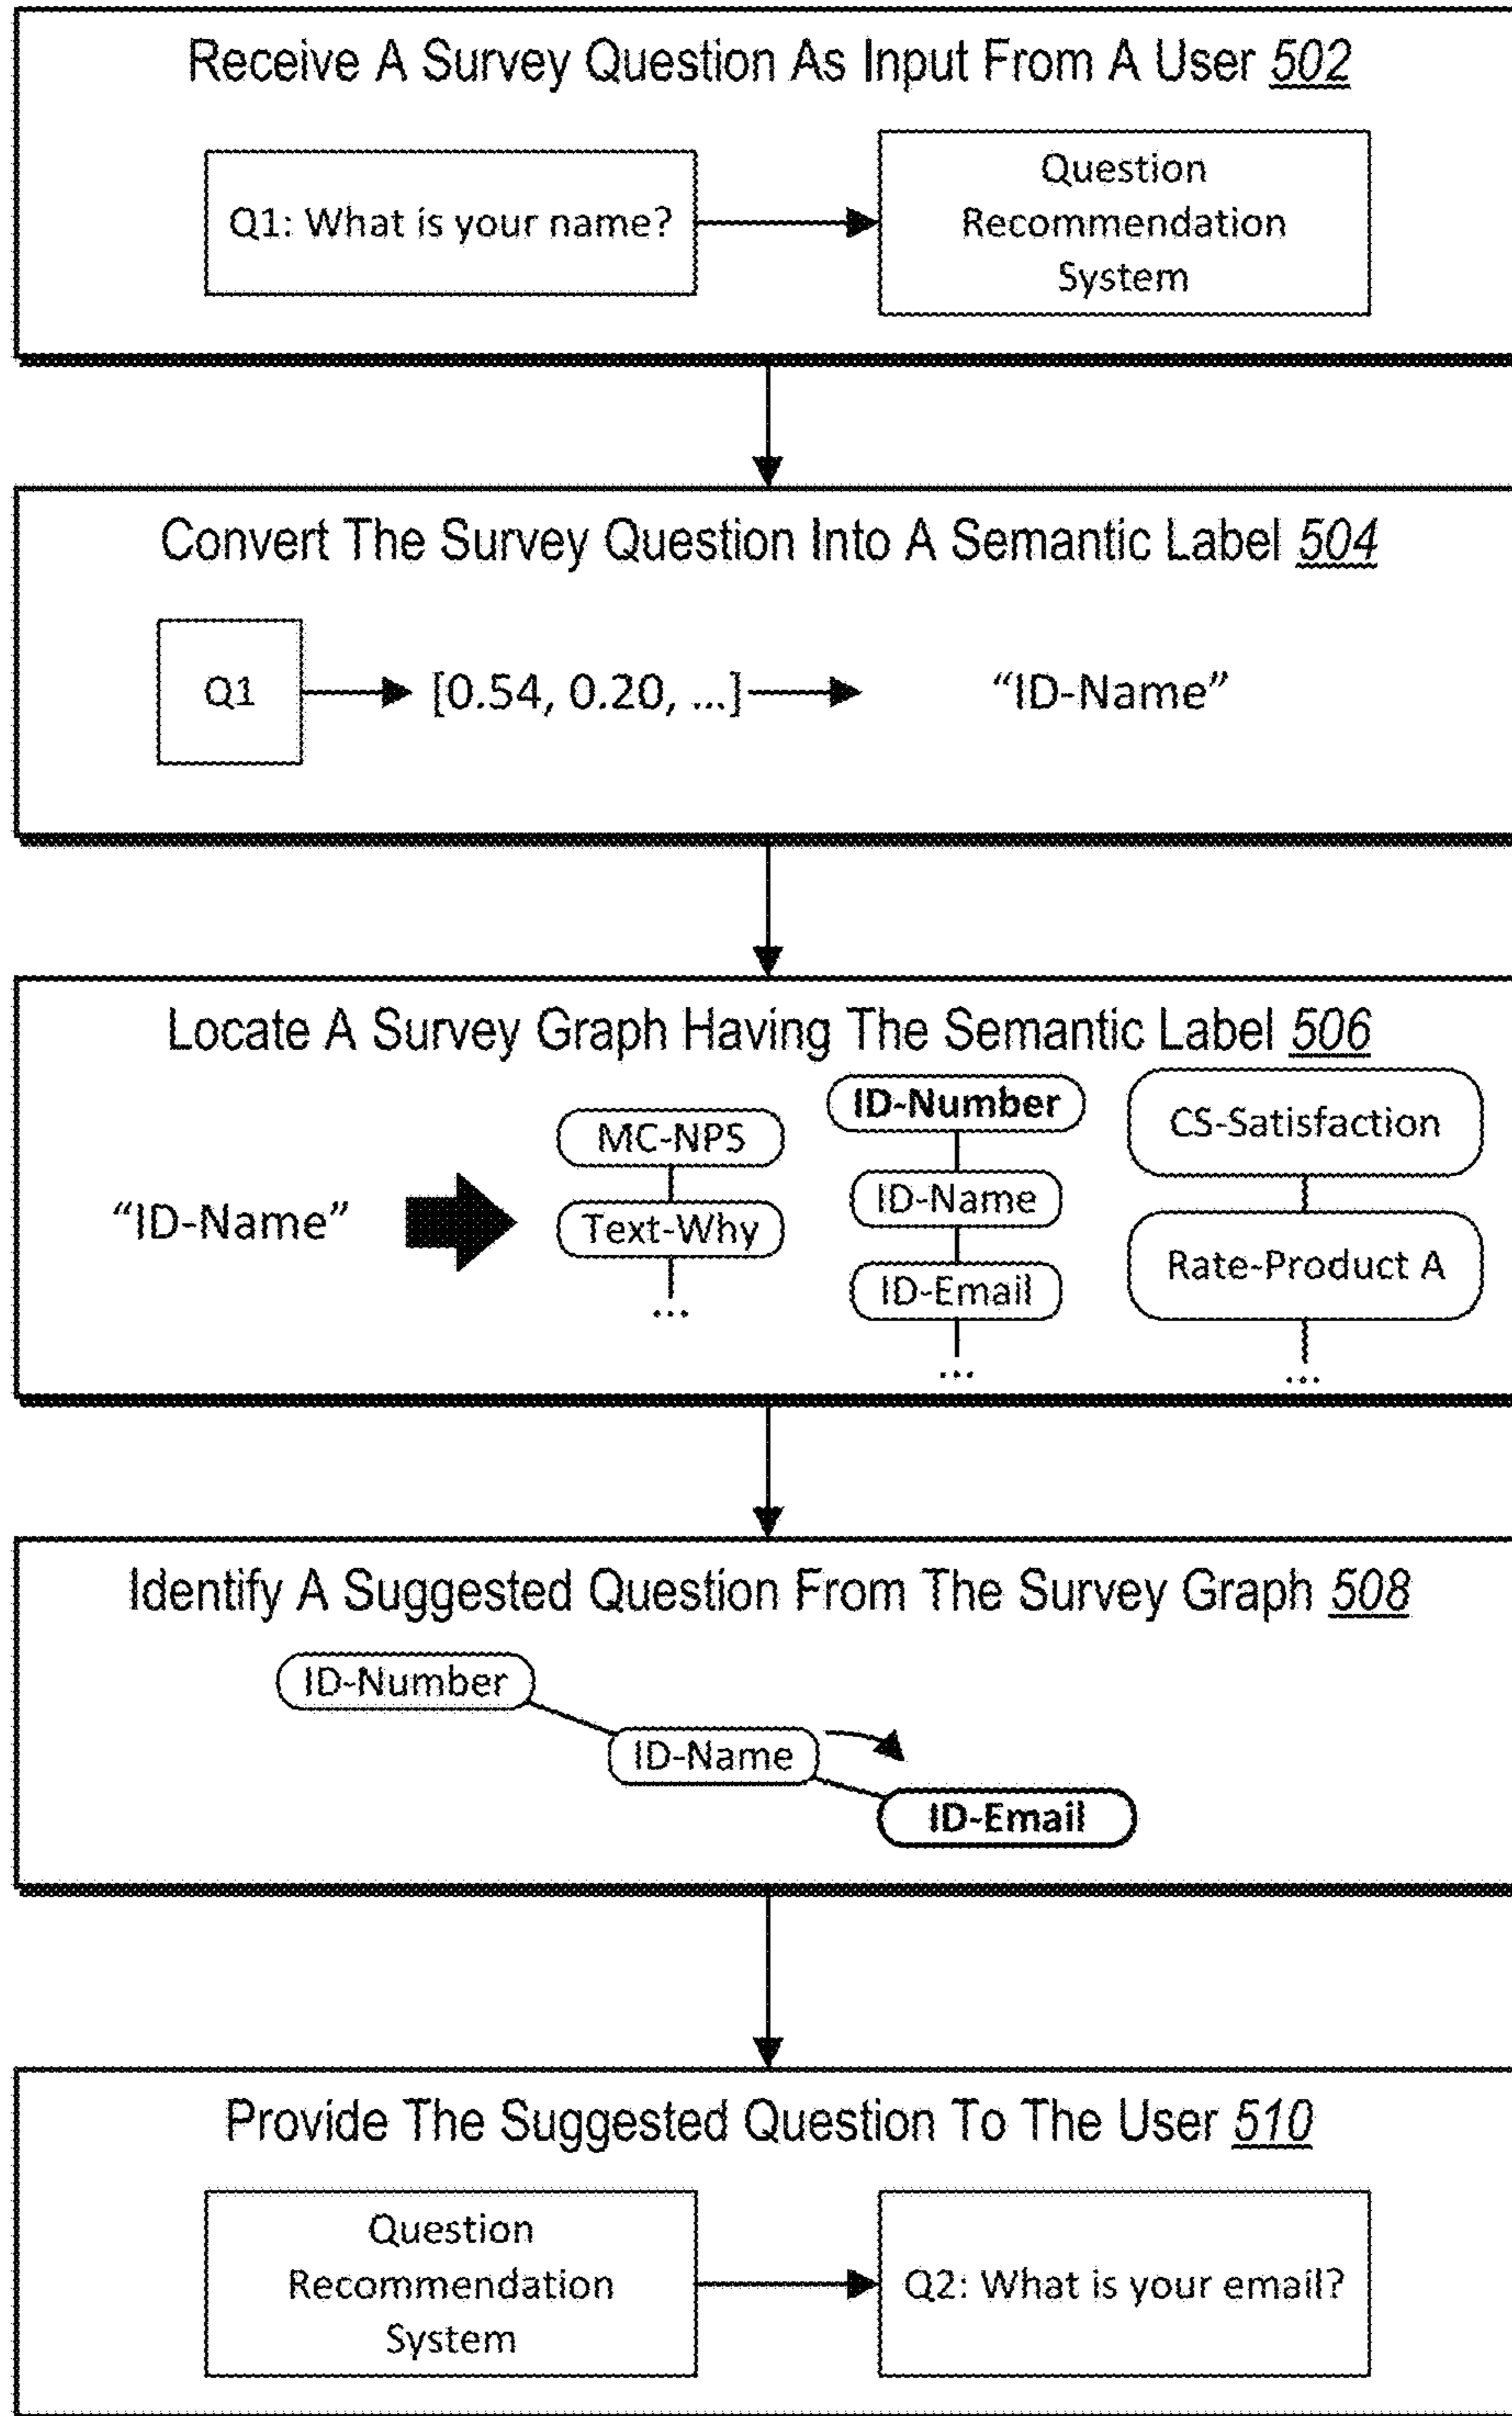 Receive A Survey Question As Input From A User 502
Q1: What is your name?
Question
Recommendation
System
Convert The Survey Question Into A Semantic Label 504
Q1
[0.54, 0.20, ...]
“ID-Name”
Locate A Survey Graph Having The Semantic Label 506
“ID-Name”
MC-NPS
Text-Why
...
ID-Number
ID-Name
ID-Email
...
CS-Satisfaction
Rate-Product A
...
Identify A Suggested Question From The Survey Graph 508
ID-Number
ID-Name
ID-Email
Provide The Suggested Question To The User 510
Question
Recommendation
System
Q2: What is your email?